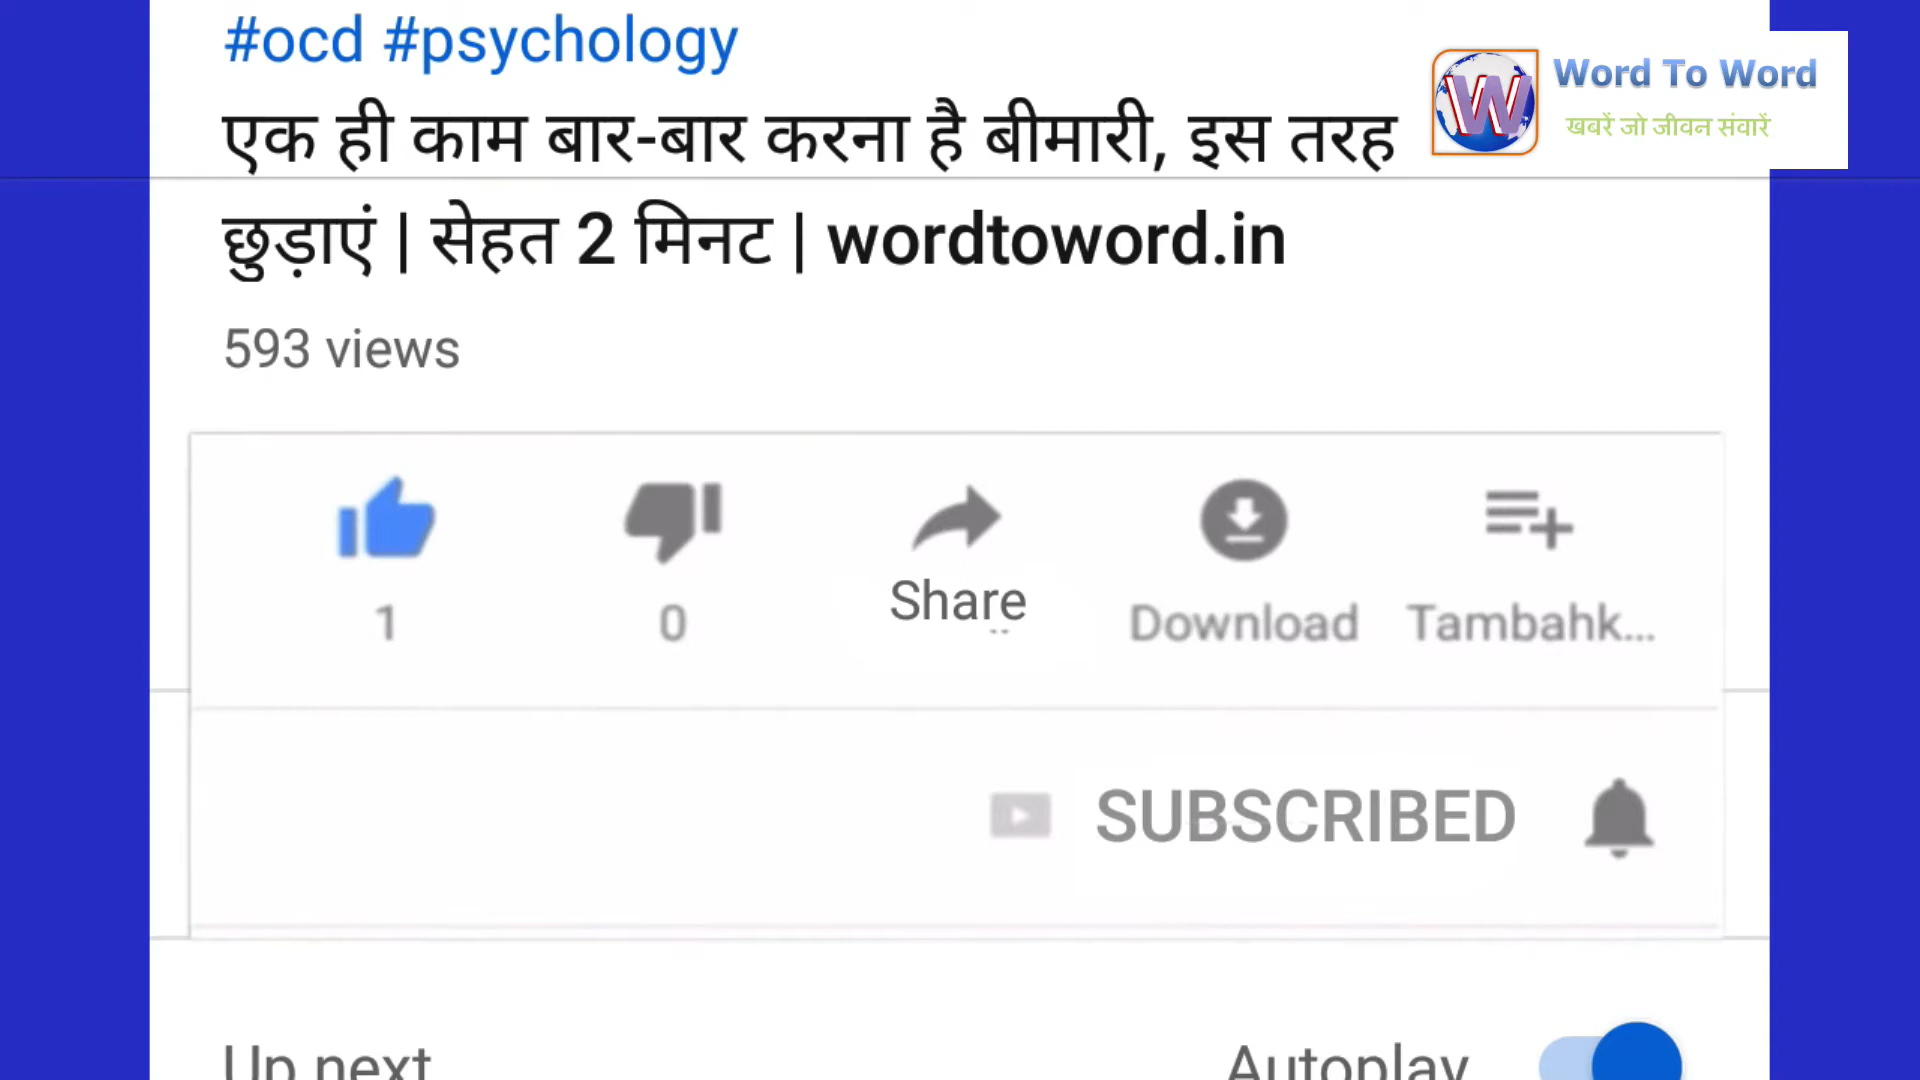 #ocd #psychology
एक ही काम बार-बार करना है बीमारी, इस तरह
छुड़ाएं | सेहत 2 मिनट | wordtoword.in
W Word To Word
खबरें जो जीवन संवारें
593 views
1 0 Share Download Tambahk...
SUBSCRIBED
Up next Autoplay